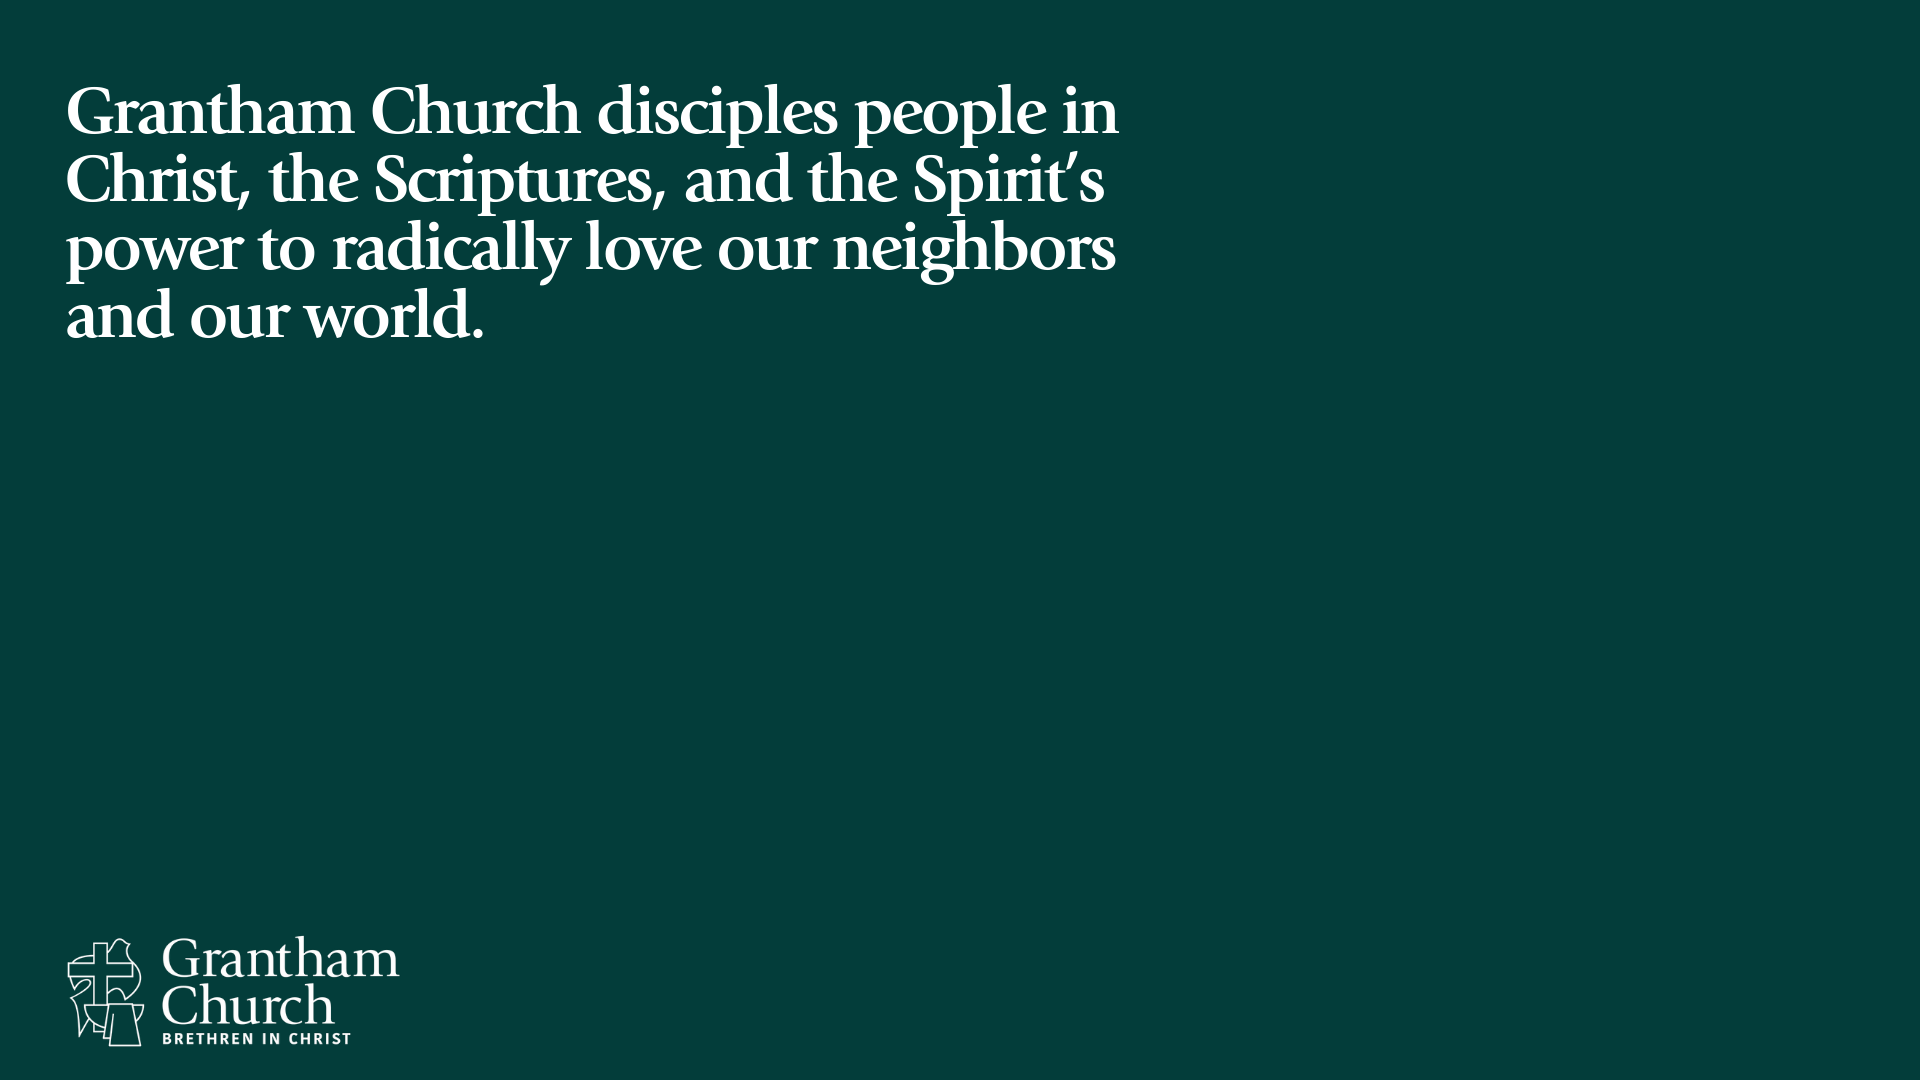 Grantham Church disciples people in
Christ, the Scriptures, and the Spirit’s
power to radically love our neighbors
and our world.
Grantham
Church
BRETHREN IN CHRIST